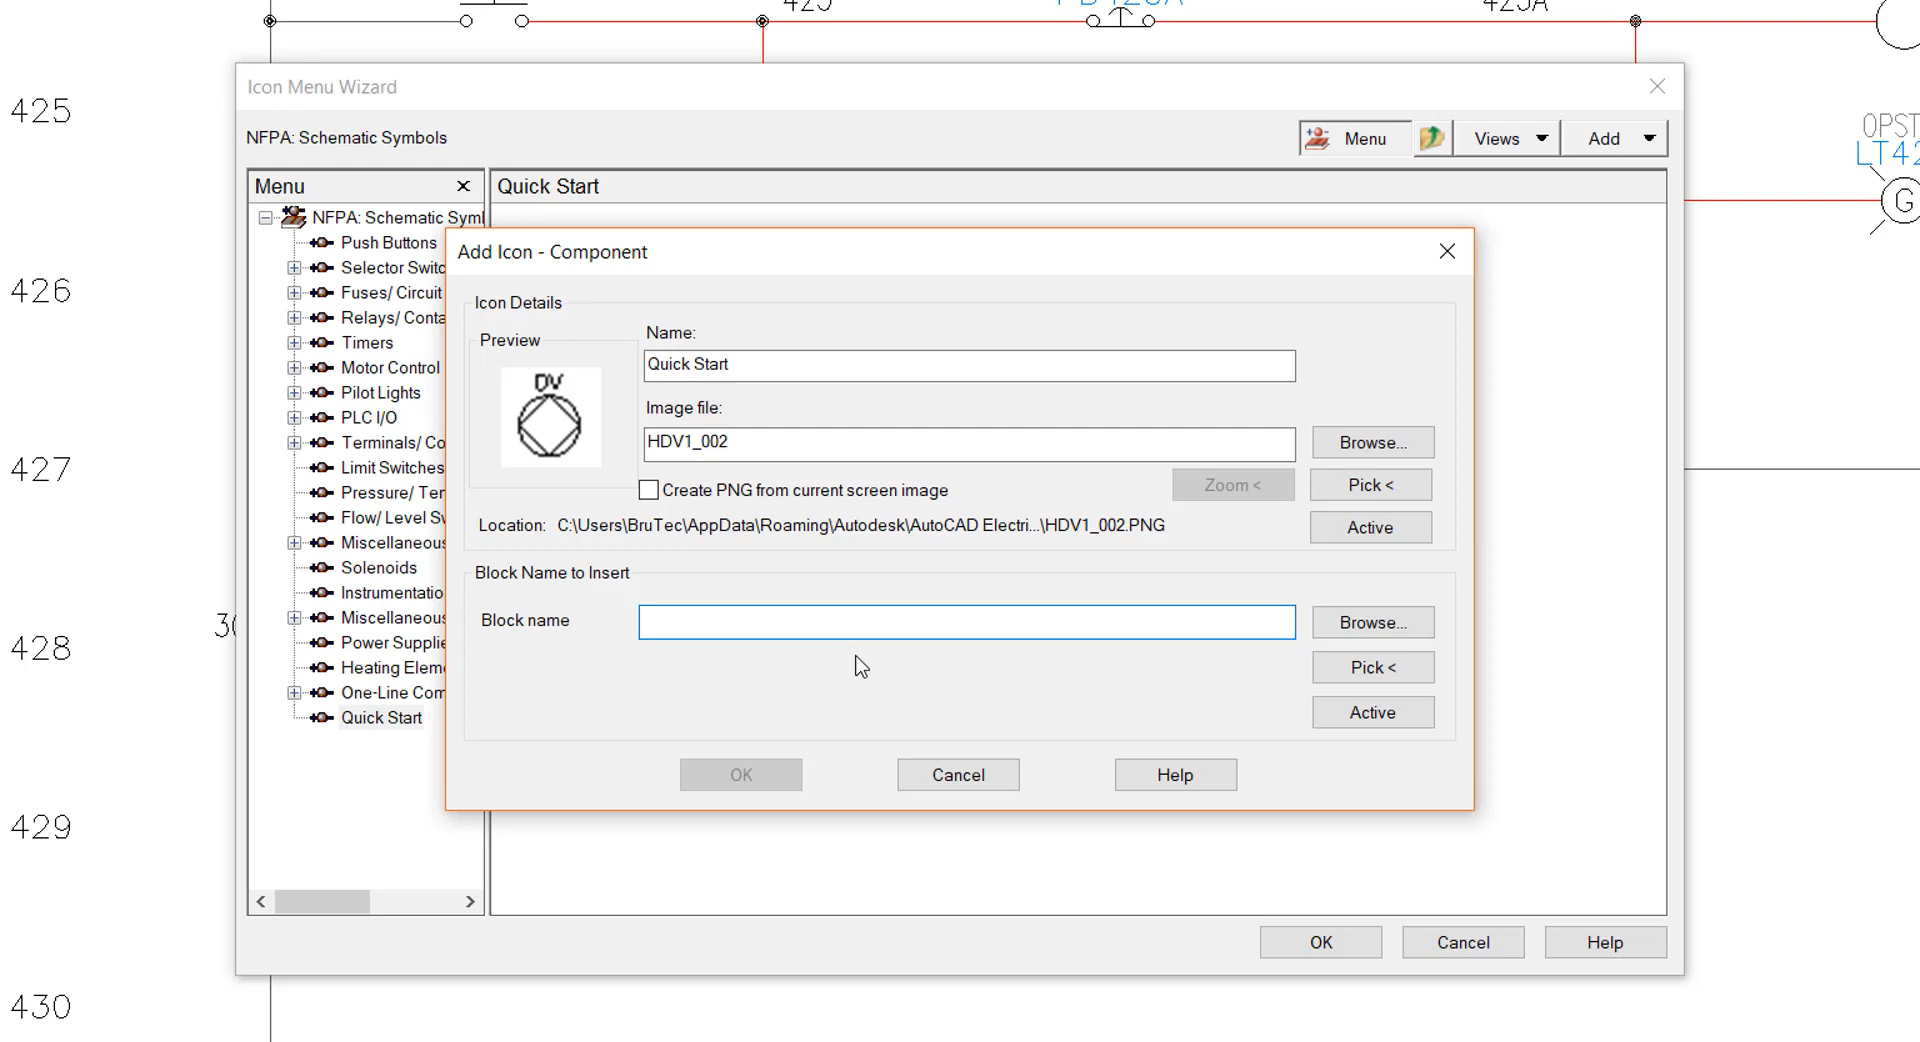 425
425A
425
426
427
428
429
430
LT42
G
Icon Menu Wizard
NFPA: Schematic Symbols
Menu
Views
Add
Menu
Quick Start
NFPA: Schematic Sym
Push Buttons
Selector Switc
Fuses/ Circuit
Relays/ Conta
Timers
Motor Control
Pilot Lights
PLC I/O
Terminals/ Co
Limit Switches
Pressure/ Ter
Flow/ Level Sw
Miscellaneous
Solenoids
Instrumentatio
Miscellaneous
Power Supplie
Heating Elem
One-Line Com
Quick Start
Add Icon - Component
Icon Details
Preview
DV
Name:
Quick Start
Image file:
HDV1_002
Browse...
Create PNG from current screen image
Zoom <
Pick <
Location: C:\Users\BruTec\AppData\Roaming\Autodesk\AutoCAD Electri...\HDV1_002.PNG
Active
Block Name to Insert
Block name
Browse...
Pick <
Active
OK
Cancel
Help
OK
Cancel
Help